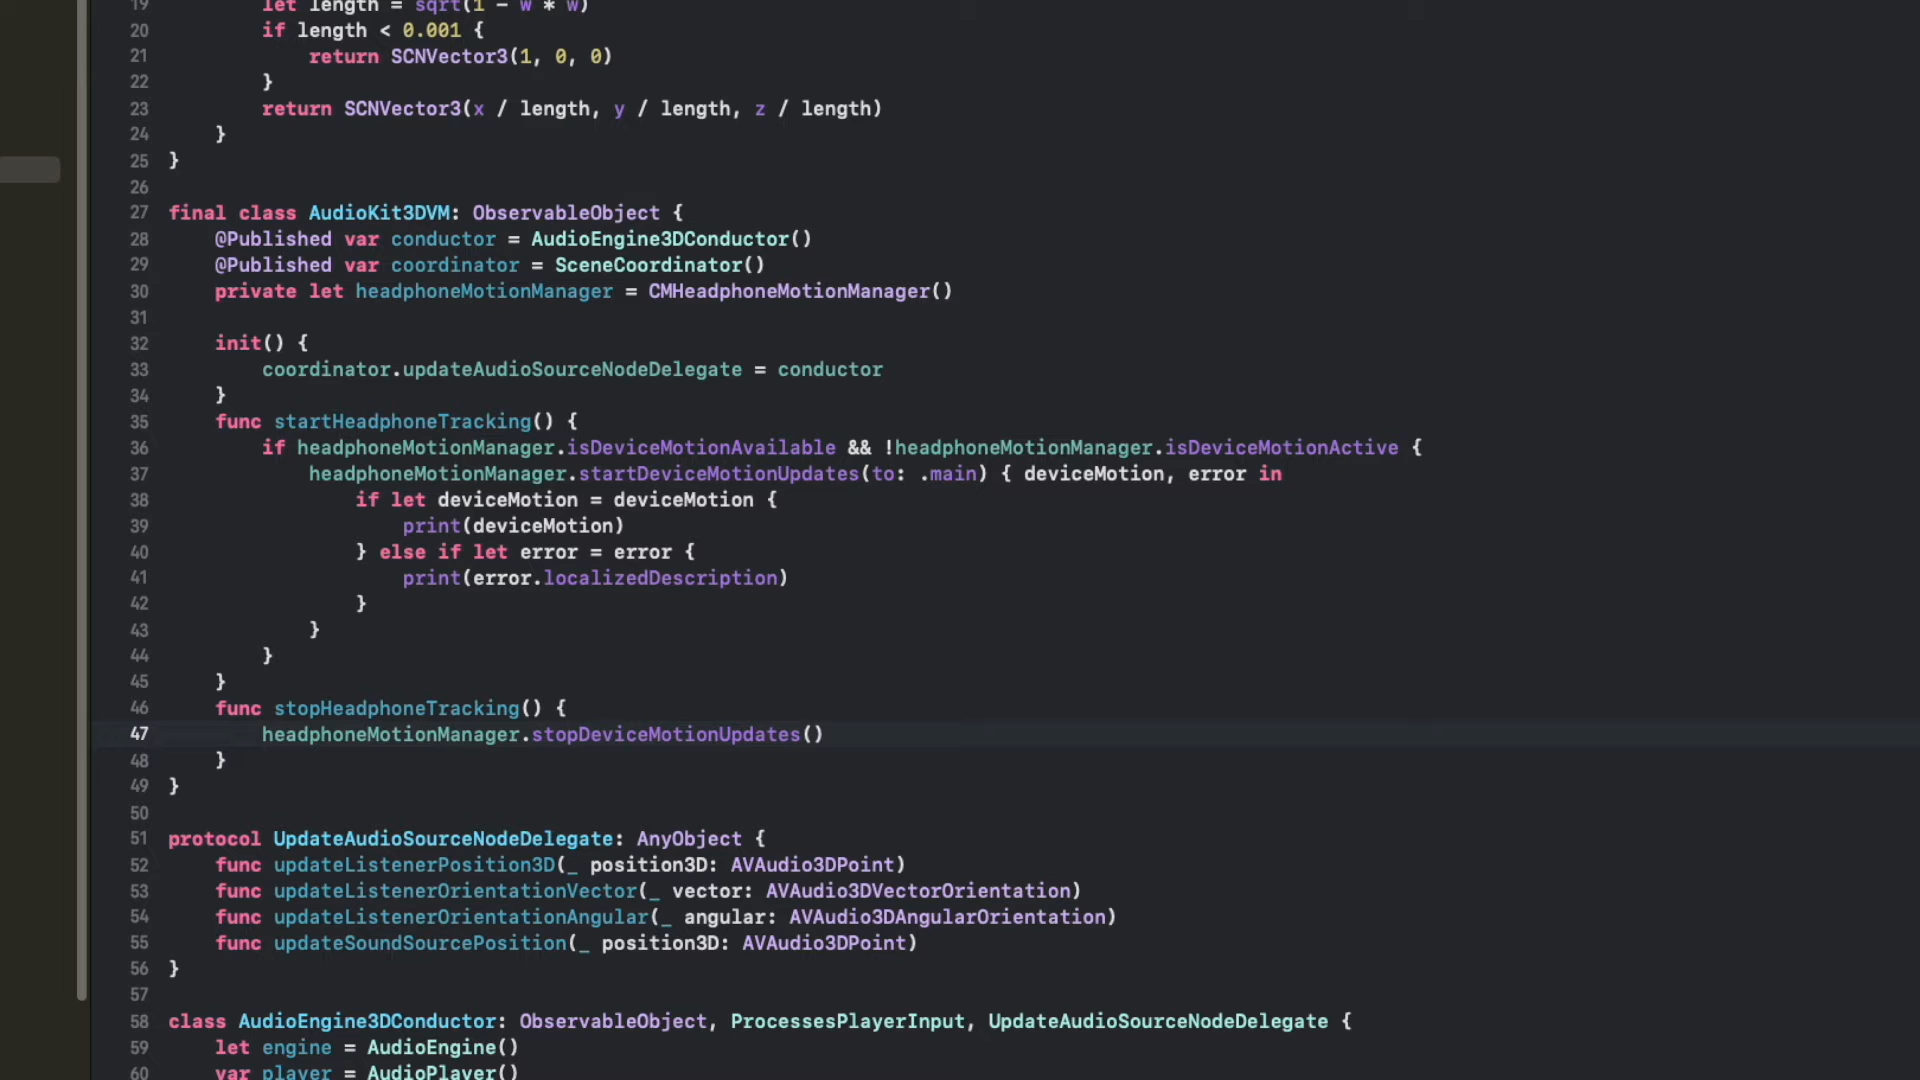 19 let length = sqrt(1 - w * w)
20 if length < 0.001 {
21 return SCNVector3(1, 0, 0)
22 }
23 return SCNVector3(x / length, y / length, z / length)
24 }
25 }
26
27 final class AudioKit3DVM: ObservableObject {
28 @Published var conductor = AudioEngine3DConductor()
29 @Published var coordinator = SceneCoordinator()
30 private let headphoneMotionManager = CMHeadphoneMotionManager()
31
32 init() {
33 coordinator.updateAudioSourceNodeDelegate = conductor
34 }
35 func startHeadphoneTracking() {
36 if headphoneMotionManager.isDeviceMotionAvailable && !headphoneMotionManager.isDeviceMotionActive {
37 headphoneMotionManager.startDeviceMotionUpdates(to: .main) { deviceMotion, error in
38 if let deviceMotion = deviceMotion {
39 print(deviceMotion)
40 } else if let error = error {
41 print(error.localizedDescription)
42 }
43 }
44 }
45 }
46 func stopHeadphoneTracking() {
47 headphoneMotionManager.stopDeviceMotionUpdates()
48 }
49 }
50
51 protocol UpdateAudioSourceNodeDelegate: AnyObject {
52 func updateListenerPosition3D(_ position3D: AVAudio3DPoint)
53 func updateListenerOrientationVector(_ vector: AVAudio3DVectorOrientation)
54 func updateListenerOrientationAngular(_ angular: AVAudio3DAngularOrientation)
55 func updateSoundSourcePosition(_ position3D: AVAudio3DPoint)
56 }
57
58 class AudioEngine3DConductor: ObservableObject, ProcessesPlayerInput, UpdateAudioSourceNodeDelegate {
59 let engine = AudioEngine()
60 var player = AudioPlayer()